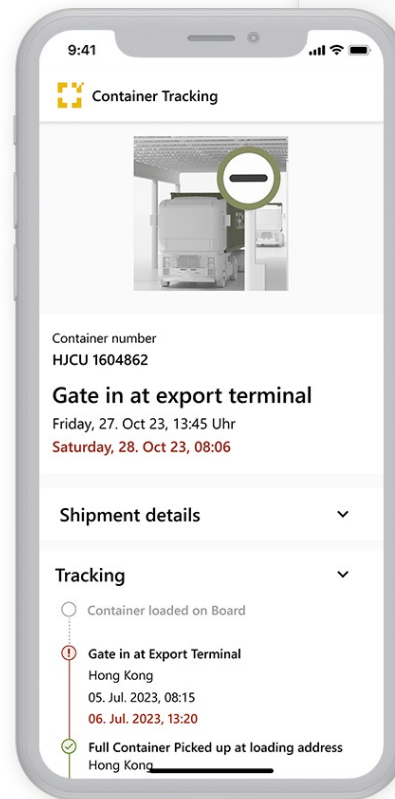 9:41
Container Tracking
Container number
HJCU 1604862
Gate in at export terminal
Friday, 27. Oct 23, 13:45 Uhr
Saturday, 28. Oct 23, 08:06
Shipment details
Tracking
Container loaded on Board
Gate in at Export Terminal
Hong Kong
05. Jul. 2023, 08:15
06. Jul. 2023, 13:20
Full Container Picked up at loading address
Hong Kong